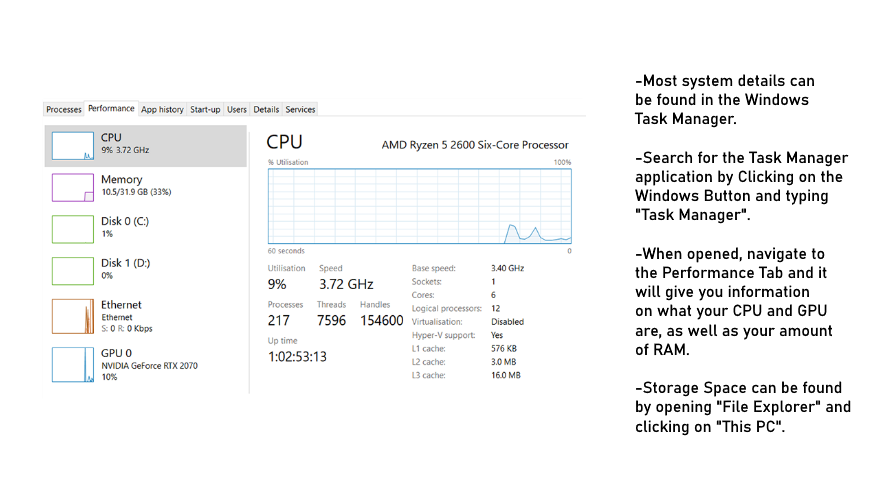 Processes Performance App history Start-up Users Details Services
CPU
9% 3.72 GHz
Memory
10.5/31.9 GB (33%)
Disk 0 (C:)
1%
Disk 1 (D:)
0%
Ethernet
Ethernet
S: 0 R: 0 Kbps
GPU 0
NVIDIA GeForce RTX 2070
10%
CPU AMD Ryzen 5 2600 Six-Core Processor
% Utilisation 100%
60 seconds 0
Utilisation Speed
9% 3.72 GHz
Processes Threads Handles
217 7596 154600
Up time
1:02:53:13
Base speed: 3.40 GHz
Sockets: 1
Cores: 6
Logical processors: 12
Virtualisation: Disabled
Hyper-V support: Yes
L1 cache: 576 KB
L2 cache: 3.0 MB
L3 cache: 16.0 MB
-Most system details can
be found in the Windows
Task Manager.
-Search for the Task Manager
application by Clicking on the
Windows Button and typing
"Task Manager".
-When opened, navigate to
the Performance Tab and it
will give you information
on what your CPU and GPU
are, as well as your amount
of RAM.
-Storage Space can be found
by opening "File Explorer" and
clicking on "This PC".